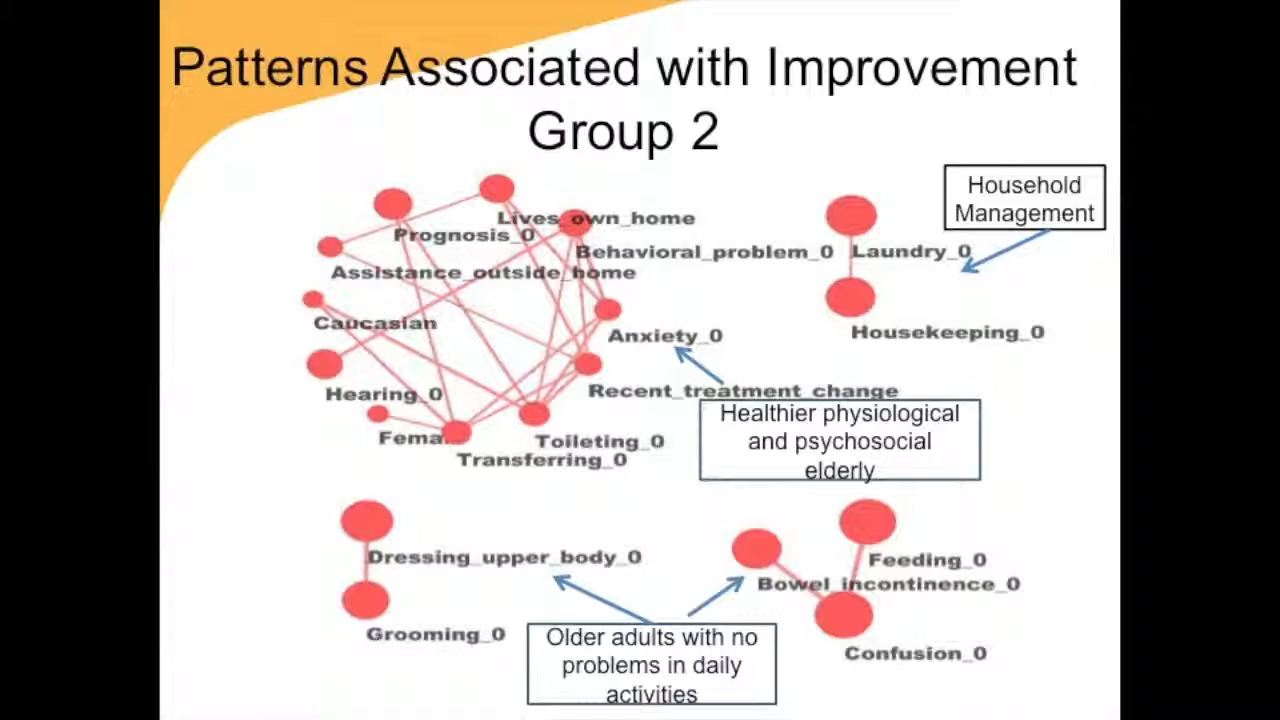 Patterns Associated with Improvement
Group 2
Household
Management
Lives_own_home
Prognosis_0
Behavioral_problem_0
Laundry_0
Assistance_outside_home
Caucasian
Anxiety_0
Housekeeping_0
Hearing_0
Recent_treatment_change
Healthier physiological
and psychosocial
elderly
Toileting_0
Transferring_0
Dressing_upper_body_0
Feeding_0
Bowel_incontinence_0
Grooming_0
Older adults with no
problems in daily
activities
Confusion_0